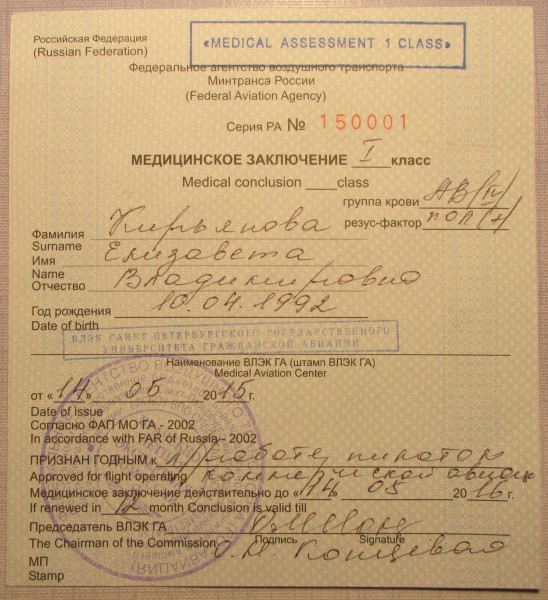 Российская Федерация
(Russian Federation)
«MEDICAL ASSESSMENT 1 CLASS»
Федеральное агентство воздушного транспорта
Минтранса России
(Federal Aviation Agency)
Серия РА № 150001
МЕДИЦИНСКОЕ ЗАКЛЮЧЕНИЕ I класс
Medical conclusion ____class
группа крови АВ(IV)
резус-фактор пол(+)
Фамилия Кирьянова
Surname
Имя Елизавета
Name
Отчество Владимировна
Год рождения 10.04.1992
Date of birth
ВЛЭК САНКТ ПЕТЕРБУРГСКОГО ГОСУДАРСТВЕННОГО
УНИВЕРСИТЕТА ГРАЖДАНСКОЙ АВИАЦИИ
Наименование ВЛЭК ГА (штамп ВЛЭК ГА)
Medical Aviation Center
от «14» 05 2015 г.
Date of Issue
Согласно ФАП МО ГА - 2002
In accordance with FAR of Russia - 2002
ПРИЗНАН ГОДНЫМ к работе пилотом
Approved for flight operating коммерческой авиац
Медицинское заключение действительно до «14 05 2016 г.
If renewed in 12 month Conclusion is valid till
Председатель ВЛЭК ГА
Подпись Signature
The Chairman of the Commission О.Н Концевая
МП
Stamp